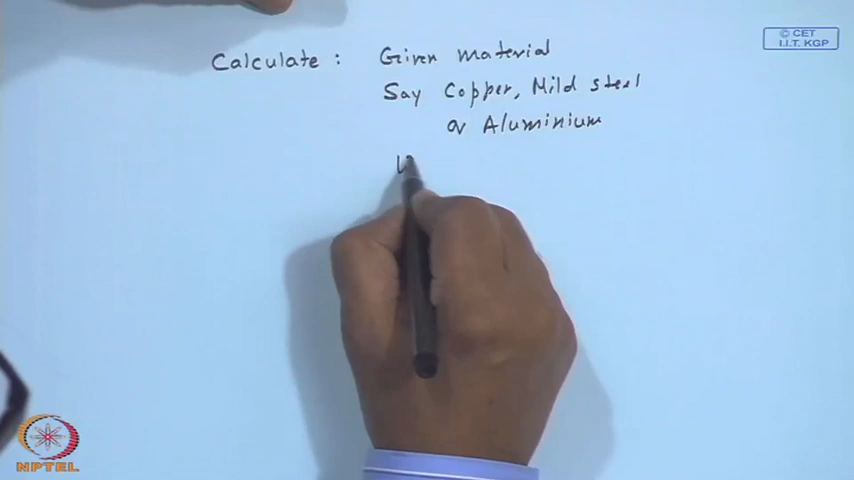 © CET
I.I.T. KGP
Calculate : Given material
Say Copper, Mild steel
or Aluminium
NPTEL